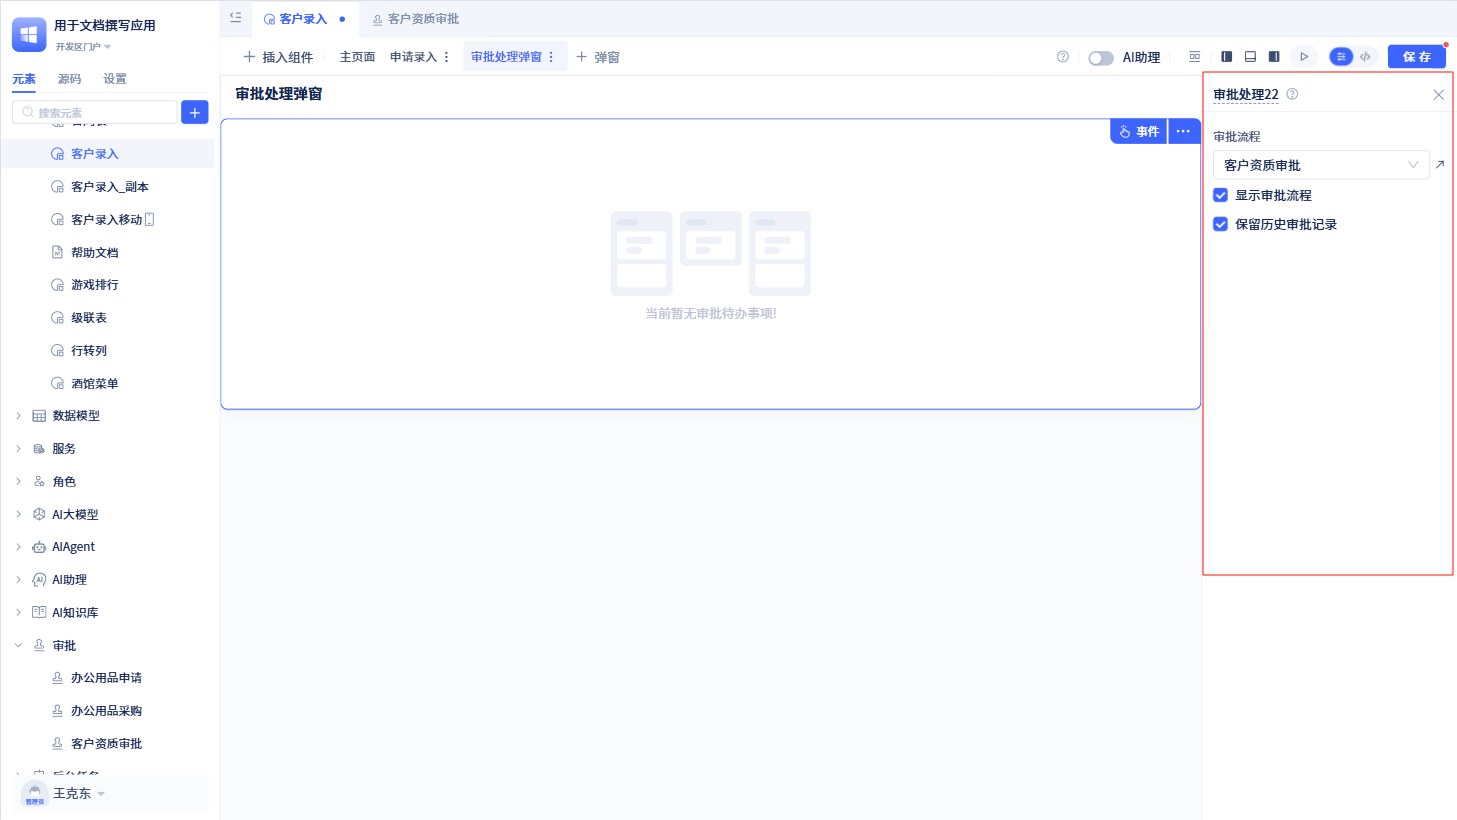 用于文档撰写应用
开发区门户
元素 源码 设置
搜索元素
客户录入
客户录入_副本
客户录入移动
帮助文档
游戏排行
级联表
行转列
酒馆菜单
数据模型
服务
角色
AI大模型
AIAgent
AI助理
AI知识库
审批
办公用品申请
办公用品采购
客户资质审批
管理员
王克东
客户录入
客户资质审批
插入组件 主页面 申请录入 审批处理弹窗 弹窗
AI助理
保存
审批处理弹窗
事件
当前暂无审批待办事项!
审批处理22
审批流程
客户资质审批
显示审批流程
保留历史审批记录